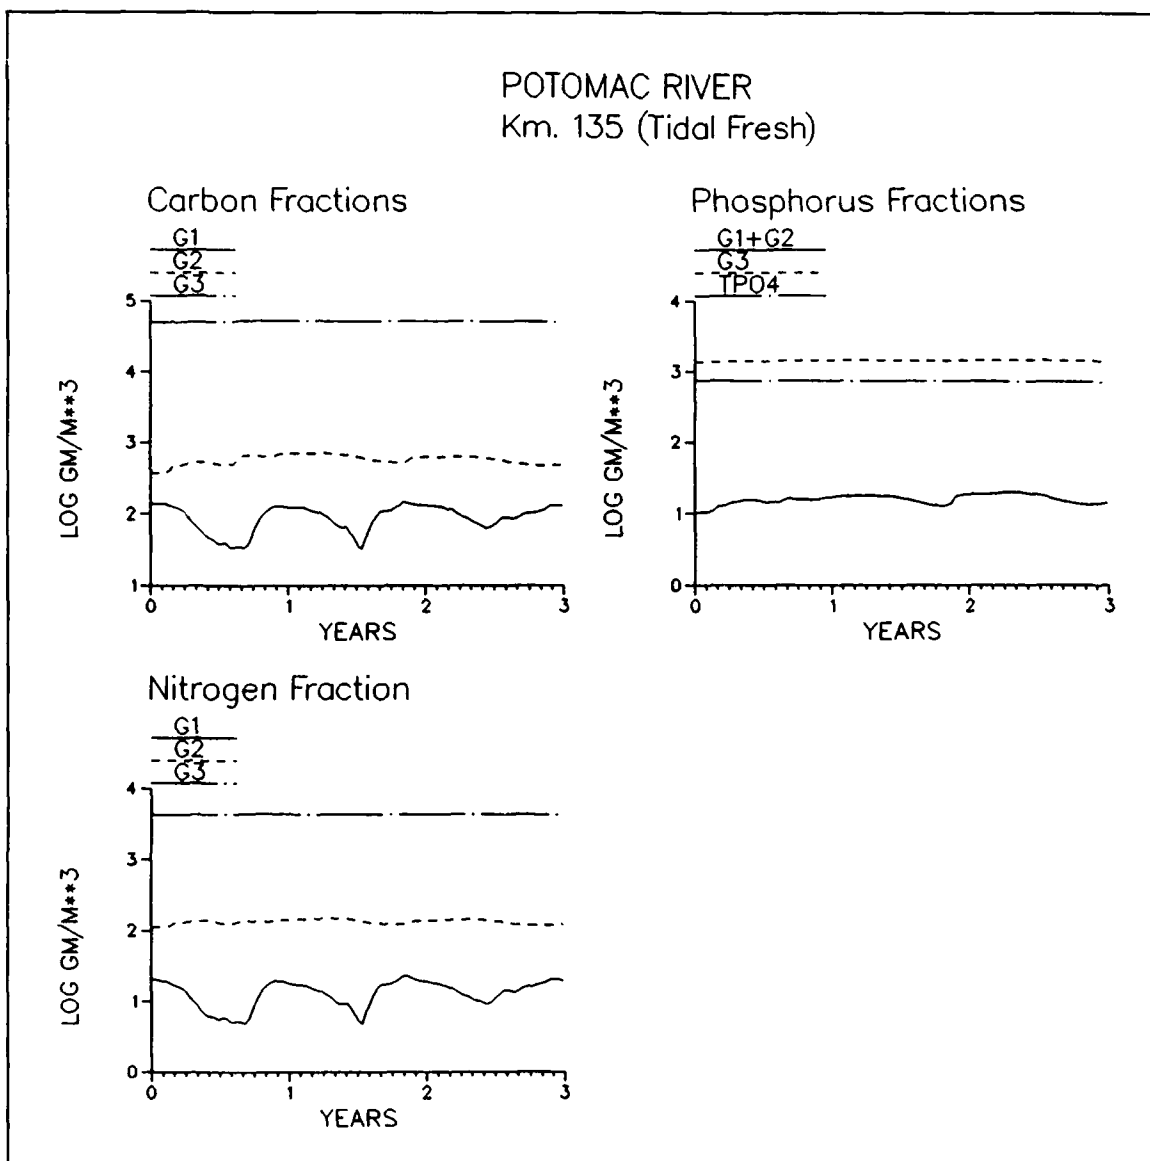 POTOMAC RIVER
Km. 135 (Tidal Fresh)
Carbon Fractions
G1
G2
G3
5
4
3
2
1
LOG GM/M**3
0
1
2
3
YEARS
Phosphorus Fractions
G1+G2
G3
TPO4
4
3
2
1
0
LOG GM/M**3
0
1
2
3
YEARS
Nitrogen Fraction
G1
G2
G3
4
3
2
1
0
LOG GM/M**3
0
1
2
3
YEARS